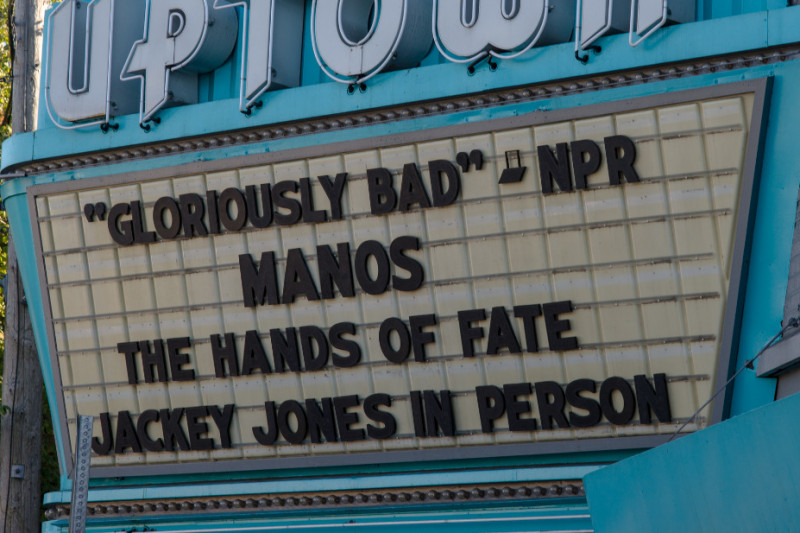 UPTOWN
"GLORIOUSLY BAD" - NPR
MANOS
THE HANDS OF FATE
JACKEY JONES IN PERSON